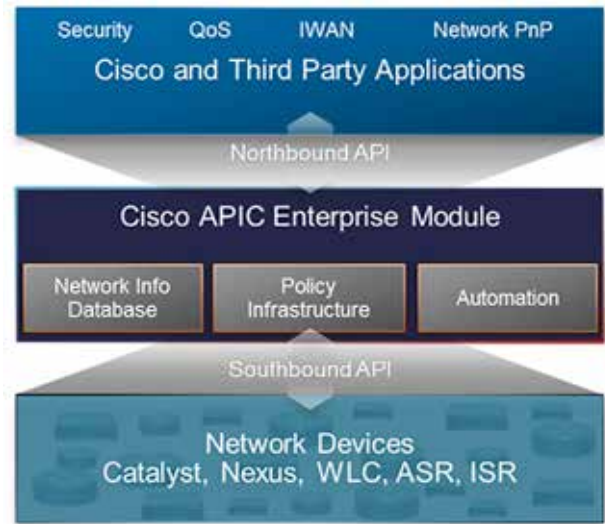 Security QoS IWAN Network PnP
Cisco and Third Party Applications
Northbound API
Cisco APIC Enterprise Module
Network Info
Database
Policy
Infrastructure
Automation
Southbound API
Network Devices
Catalyst, Nexus, WLC, ASR, ISR